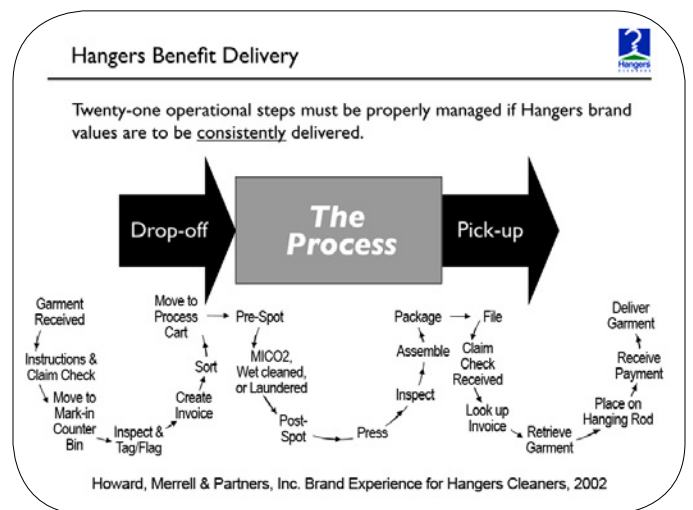 Hangers Benefit Delivery
Hangers
Twenty-one operational steps must be properly managed if Hangers brand
values are to be consistently delivered.
Drop-off
The
Process
Pick-up
Garment
Received
Instructions &
Claim Check
Move to
Mark-in
Counter
Bin
Inspect &
Tag/Flag
Create
Invoice
Sort
Move to
Process
Cart
Pre-Spot
MICO2,
Wet cleaned,
or Laundered
Post-
Spot
Press
Inspect
Assemble
Package
File
Claim
Check
Received
Look up
Invoice
Retrieve
Garment
Place on
Hanging Rod
Receive
Payment
Deliver
Garment
Howard, Merrell & Partners, Inc. Brand Experience for Hangers Cleaners, 2002